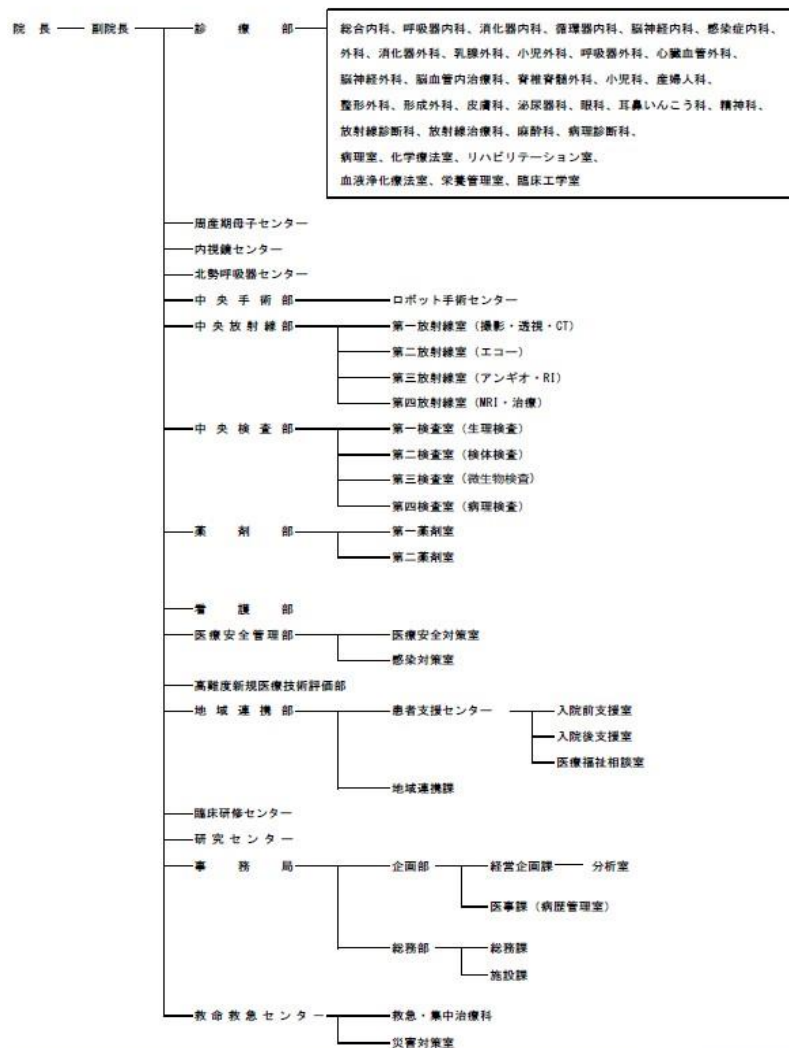 院長 副院長 診療部 総合内科、呼吸器内科、消化器内科、循環器内科、脳神経内科、感染症内科、
外科、消化器外科、乳腺外科、小児外科、呼吸器外科、心臓血管外科、
脳神経外科、脳血管内治療科、脊椎脊髄外科、小児科、産婦人科、
整形外科、形成外科、皮膚科、泌尿器科、眼科、耳鼻いんこう科、精神科、
放射線診断科、放射線治療科、麻酔科、病理診断科、
病理室、化学療法室、リハビリテーション室、
血液浄化療法室、栄養管理室、臨床工学室
周産期母子センター
内視鏡センター
北勢呼吸器センター
中央手術部 ロボット手術センター
中央放射線部 第一放射線室(撮影・透視・CT)
第二放射線室(エコー)
第三放射線室(アンギオ・RI)
第四放射線室(MRI・治療)
中央検査部 第一検査室(生理検査)
第二検査室(検体検査)
第三検査室(微生物検査)
第四検査室(病理検査)
薬剤部 第一薬剤室
第二薬剤室
看護部
医療安全管理部 医療安全対策室
感染対策室
高難度新規医療技術評価部
地域連携部 患者支援センター 入院前支援室
入院後支援室
医療福祉相談室
地域連携課
臨床研修センター
研究センター
事務局 企画部 経営企画課 分析室
医事課(病歴管理室)
総務部 総務課
施設課
救命救急センター 救急・集中治療科
災害対策室